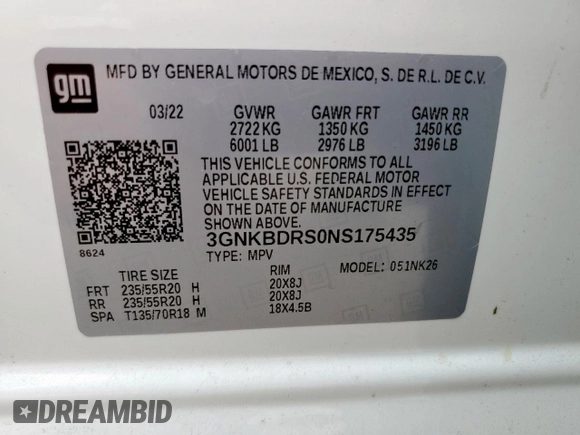 gm
MFD BY GENERAL MOTORS DE MEXICO, S. DE R.L. DE C.V.
03/22 GVWR GAWR FRT GAWR RR
2722 KG 1350 KG 1450 KG
6001 LB 2976 LB 3196 LB
THIS VEHICLE CONFORMS TO ALL
APPLICABLE U.S. FEDERAL MOTOR
VEHICLE SAFETY STANDARDS IN EFFECT
ON THE DATE OF MANUFACTURE
SHOWN ABOVE.
8624 3GNKBDRS0NS175435
TYPE: MPV MODEL: 051NK26
TIRE SIZE RIM
FRT 235/55R20 H 20X8J
RR 235/55R20 H 20X8J
SPA T135/70R18 M 18X4.5B
DREAMBID